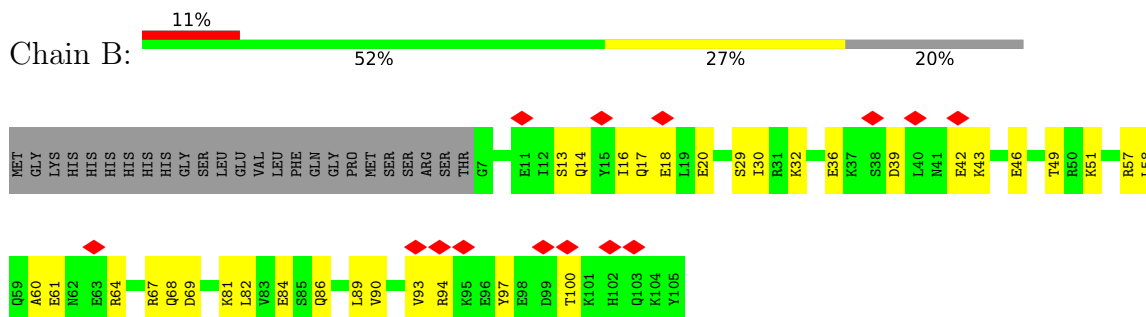 11%
Chain B:
52% 27% 20%
MET GLY LYS HIS HIS HIS HIS HIS HIS GLY SER LEU GLU VAL LEU PHE GLN GLY PRO MET SER SER ARG SER THR G7 E11 I12 S13 Q14 Y15 I16 Q17 E18 L19 E20 S29 I30 R31 K32 E36 K37 S38 D39 L40 N41 E42 K43 E46 T49 R50 K51 R57 L58
Q59 A60 E61 N62 E63 R64 R67 Q68 D69 K81 L82 V83 E84 S85 Q86 L89 V90 V93 R94 K95 E96 Y97 E98 D99 T100 K101 H102 Q103 K104 Y105